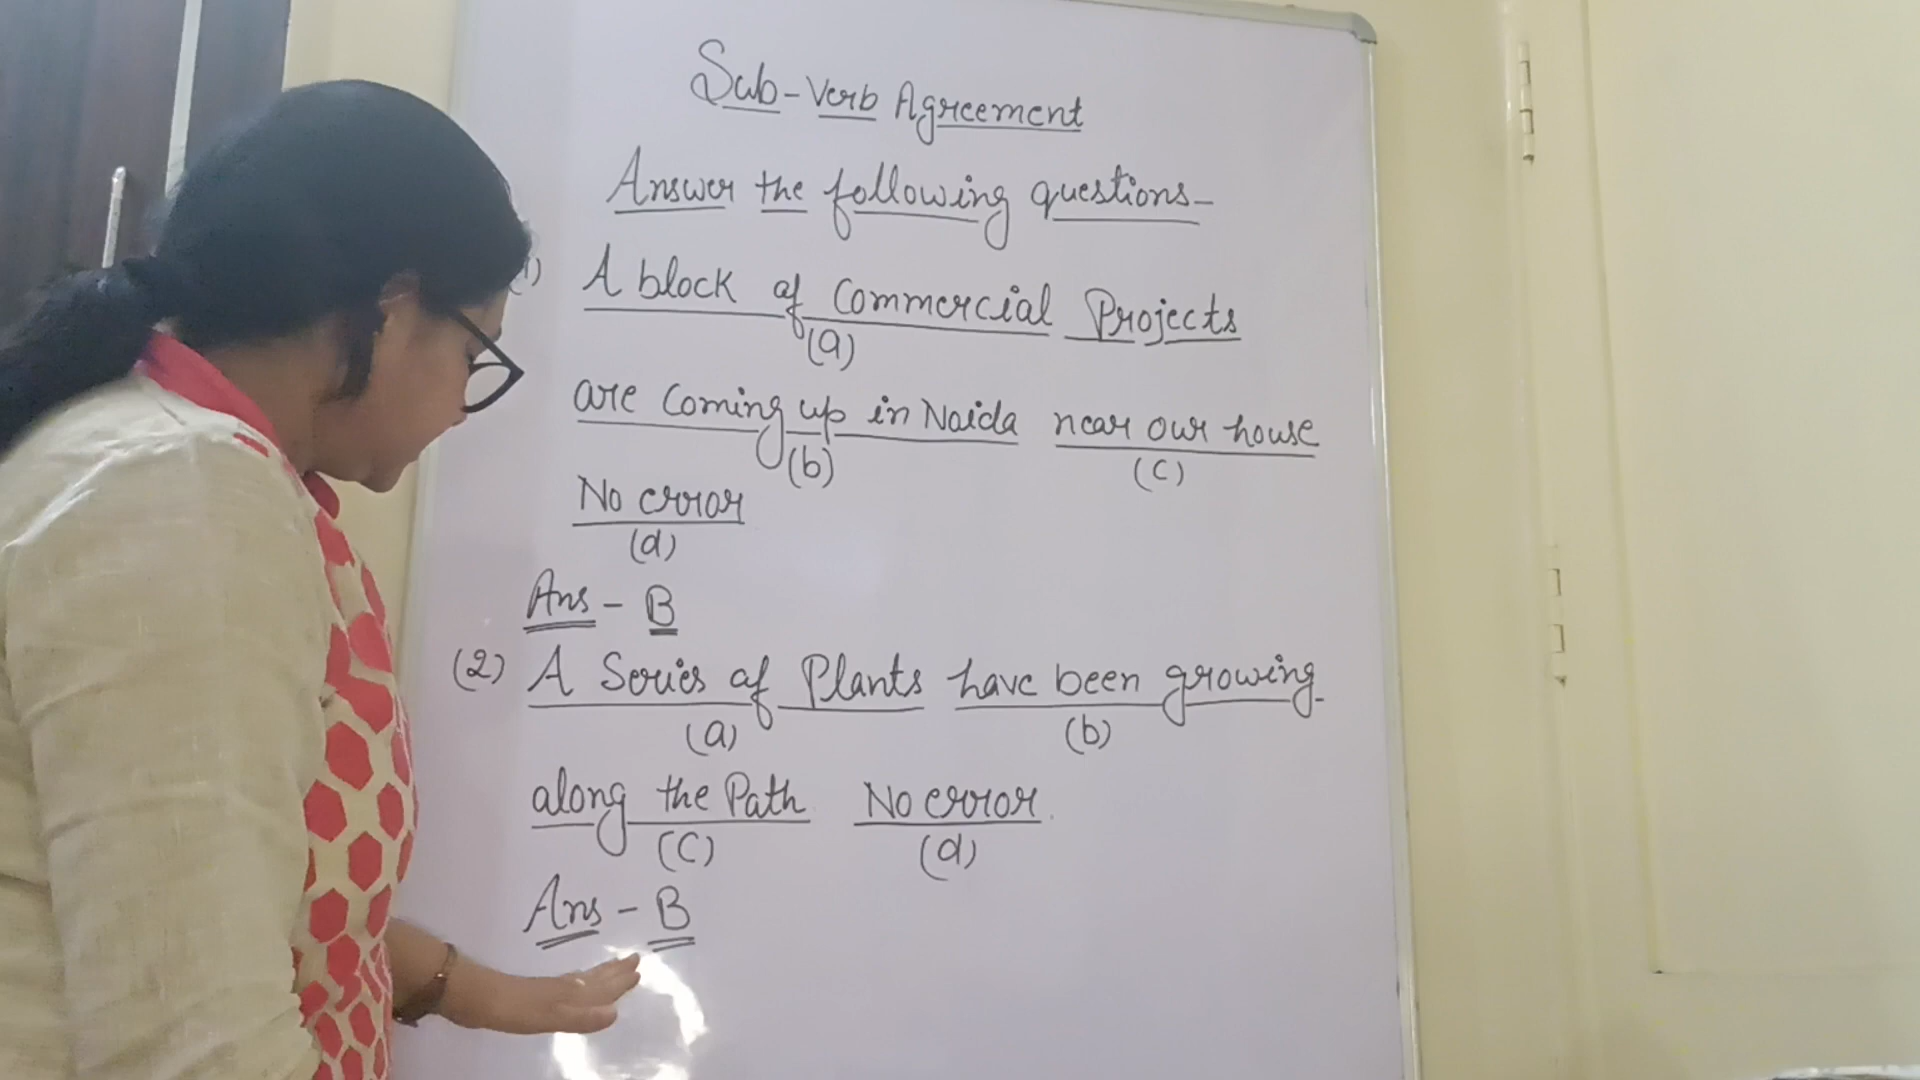 Sub-Verb Agreement
Answer the following questions-
(1) A block of Commercial Projects
(a)
are coming up in Noida near our house
(b) (c)
No error
(d)
Ans - B
(2) A Series of Plants have been growing
(a) (b)
along the Path No error
(c) (d)
Ans - B